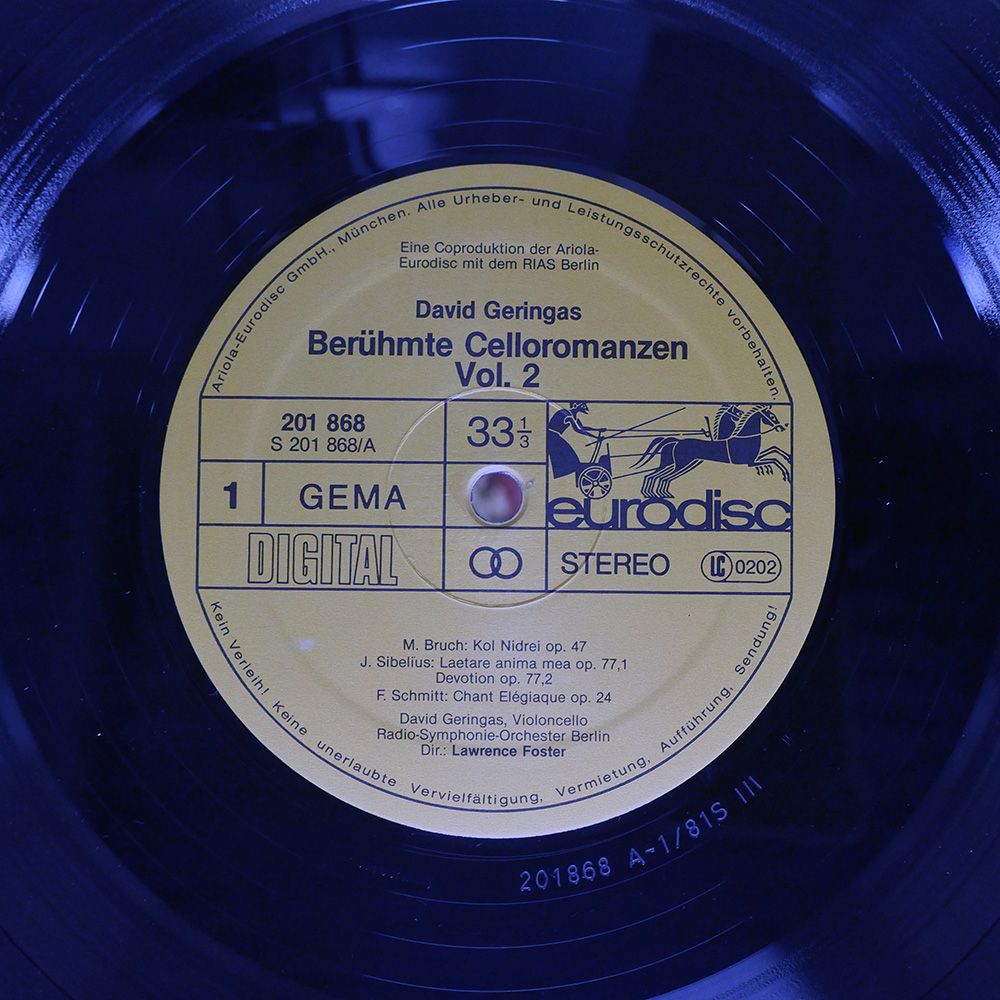 Ariola-Eurodisc GmbH., München. Alle Urheber- und Leistungsschutzrechte vorbehalten.
Eine Coproduktion der Ariola-
Eurodisc mit dem RIAS Berlin
David Geringas
Berühmte Celloromanzen
Vol. 2
201 868
S 201 868/A
33 1/3
1
GEMA
eurodisc
DIGITAL
STEREO
LC 0202
M. Bruch: Kol Nidrei op. 47
J. Sibelius: Laetare anima mea op. 77,1
Devotion op. 77,2
F. Schmitt: Chant Elégiaque op. 24
David Geringas, Violoncello
Radio-Symphonie-Orchester Berlin
Dir.: Lawrence Foster
Kein Verleih! Keine unerlaubte Vervielfältigung, Vermietung, Aufführung, Sendung!
201868 A-1/81S III